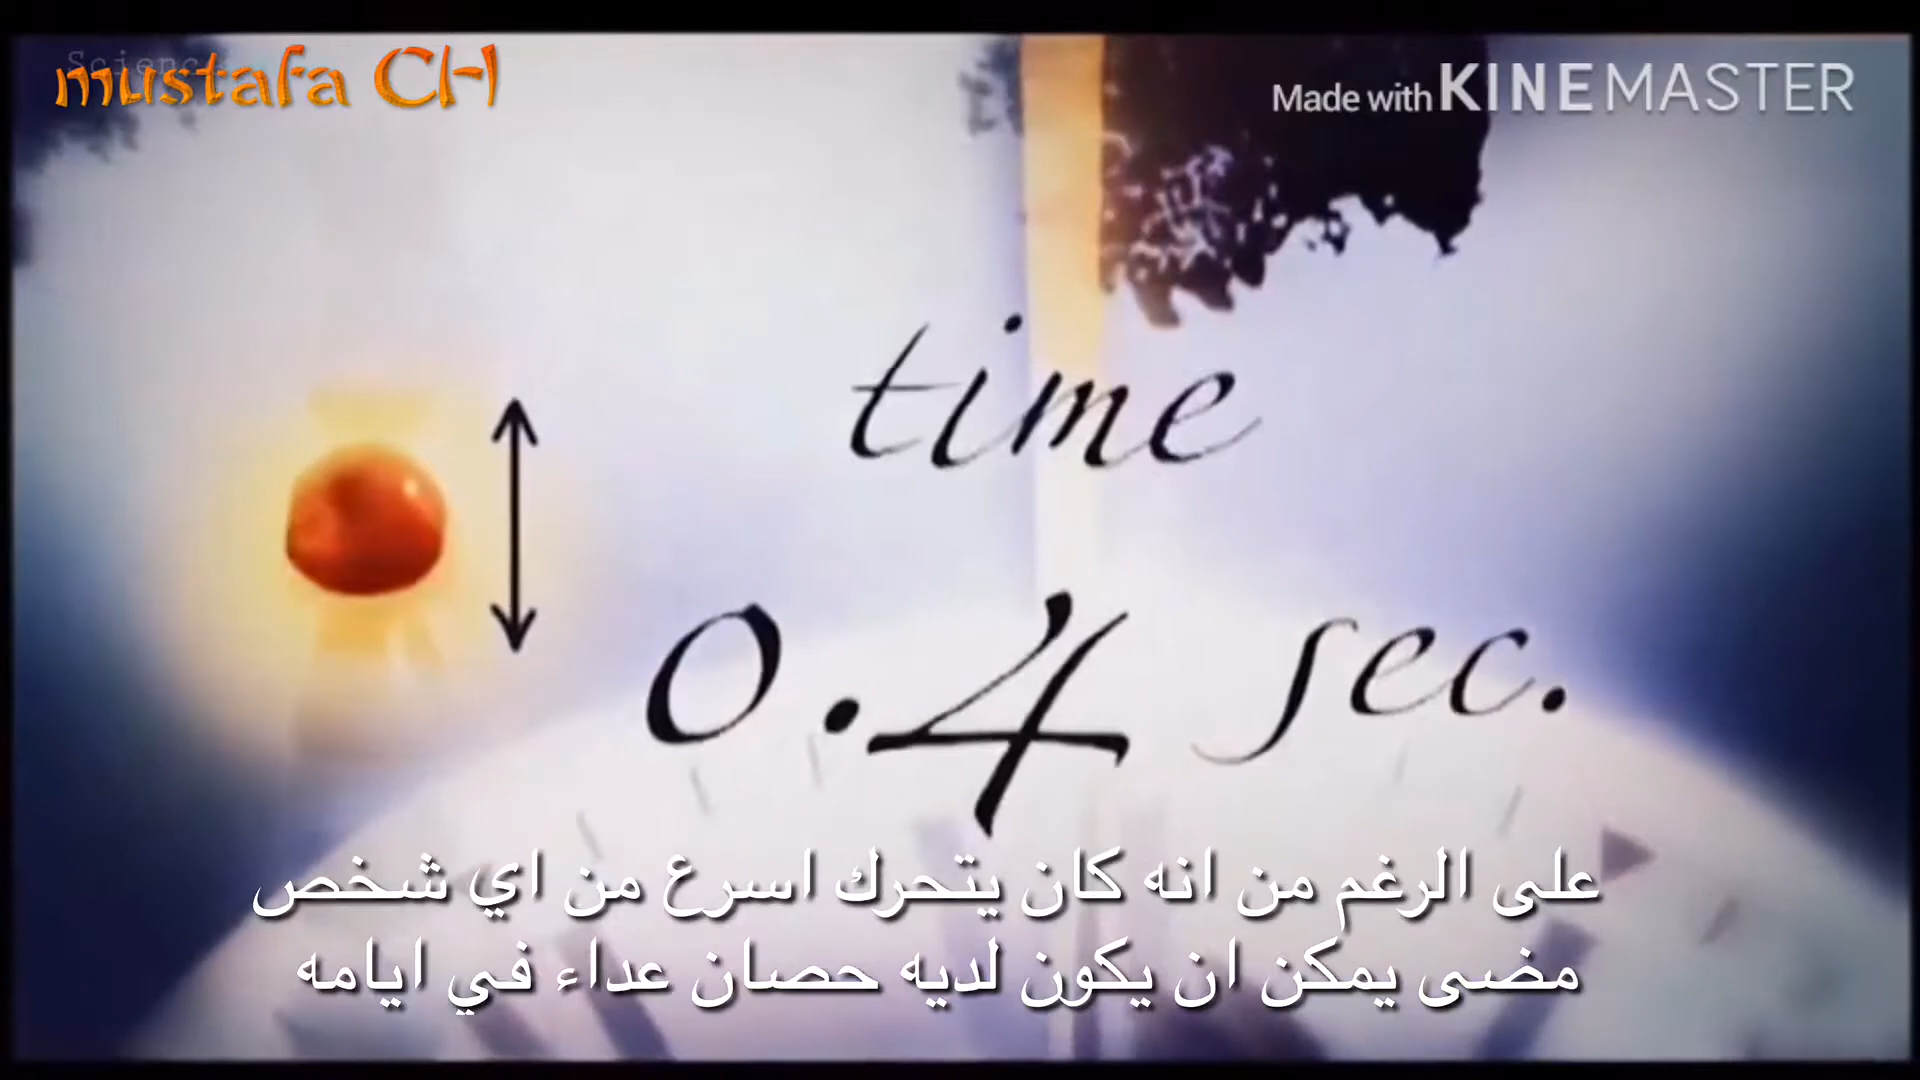 Science
mustafa CH
Made with KINEMASTER
time
0.4 sec.
على الرغم من انه كان يتحرك اسرع من اي شخص
مضى يمكن ان يكون لديه حصان عداء في ايامه